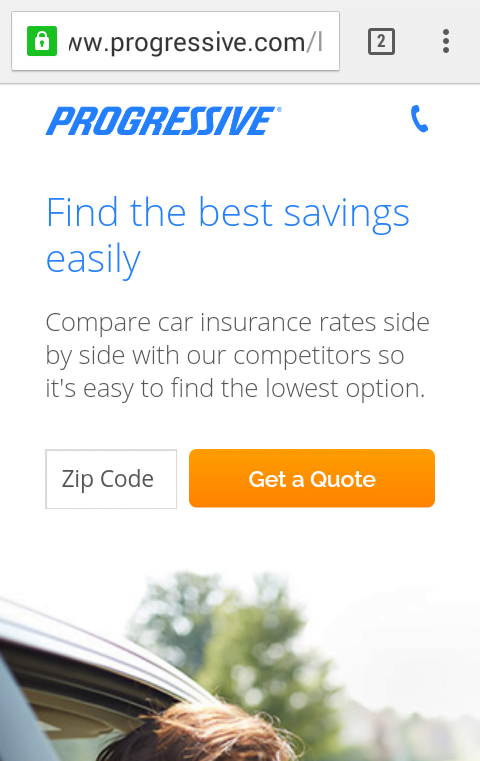 ww.progressive.com/l
2
PROGRESSIVE®
Find the best savings
easily
Compare car insurance rates side
by side with our competitors so
it's easy to find the lowest option.
Zip Code
Get a Quote